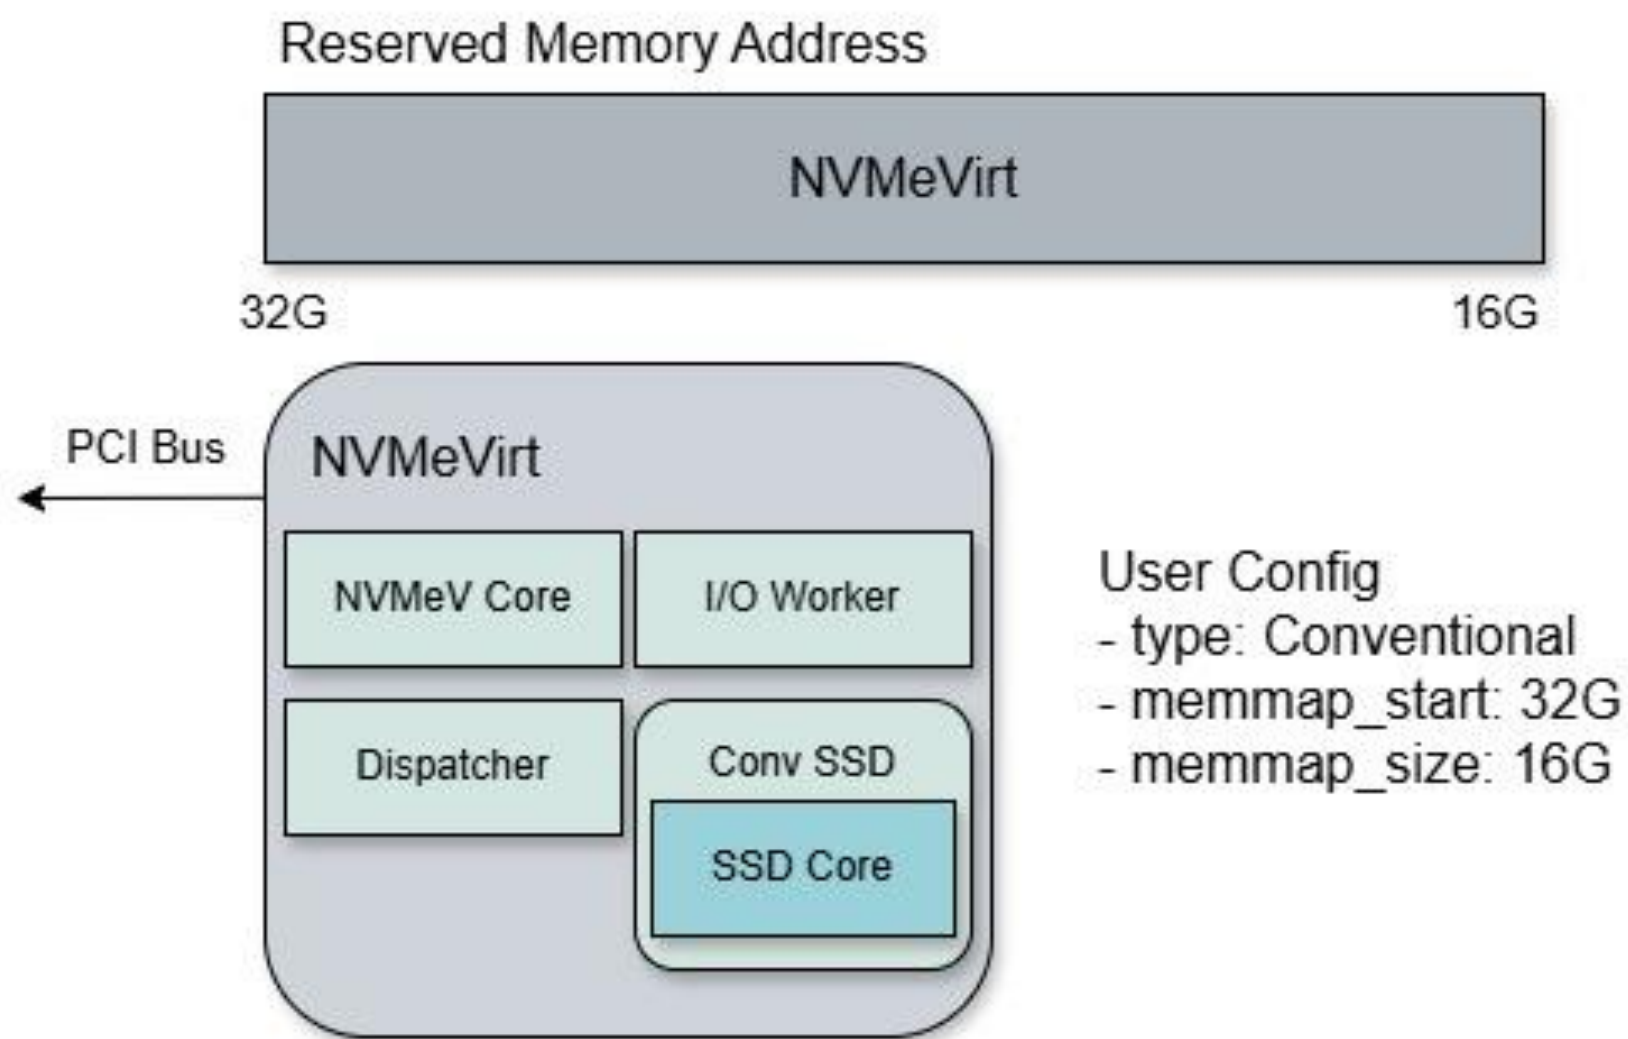 Reserved Memory Address
NVMeVirt
32G
16G
PCI Bus
NVMeVirt
NVMeV Core
I/O Worker
Dispatcher
Conv SSD
SSD Core
User Config
- type: Conventional
- memmap_start: 32G
- memmap_size: 16G